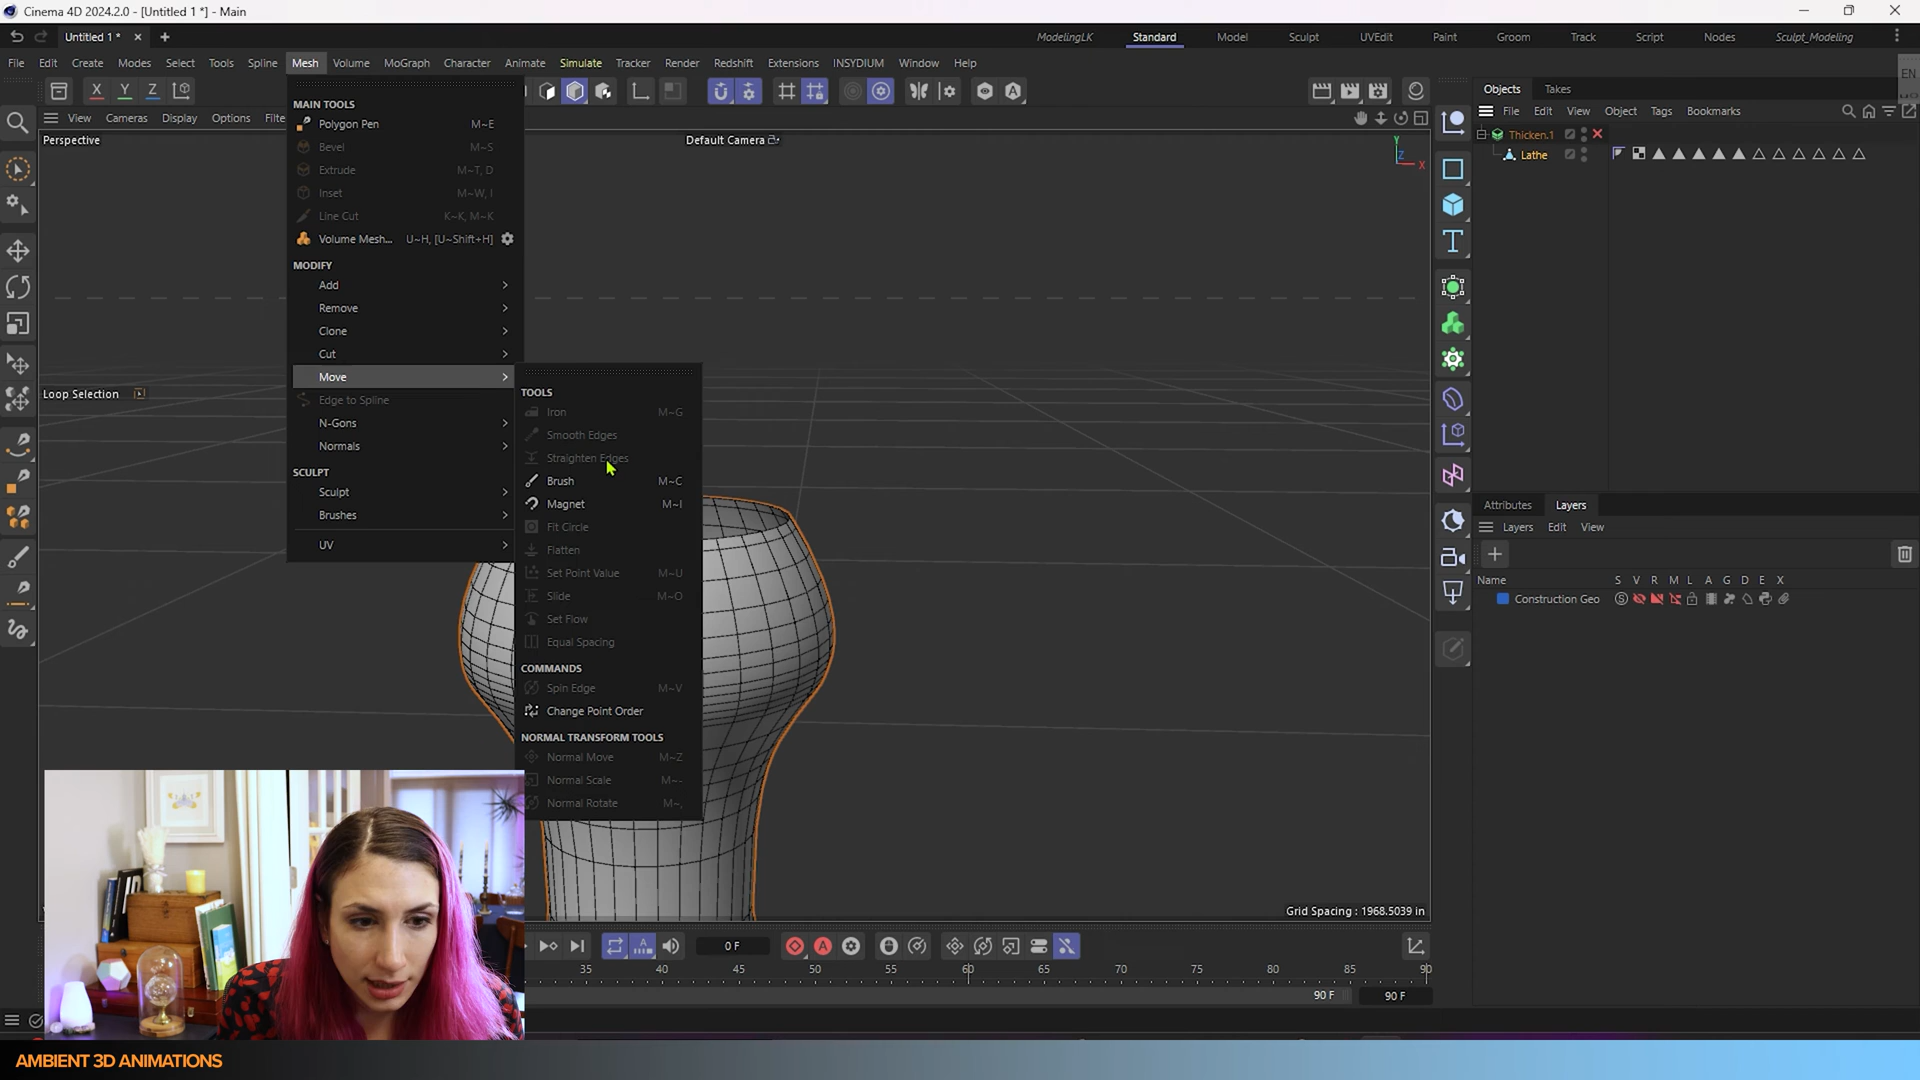 Cinema 4D 2024.2.0 - [Untitled 1 *] - Main
Untitled 1 *
ModelingLK Standard Model Sculpt UVEdit Paint Groom Track Script Nodes Sculpt_Modeling
File Edit Create Modes Select Tools Spline Mesh Volume MoGraph Character Animate Simulate Tracker Render Redshift Extensions INSYDIUM Window Help
EN
X Y Z
Objects Takes
File Edit View Object Tags Bookmarks
View Cameras Display Options Filte
Perspective
Default Camera
Y
Z
X
Thicken.1
Lathe
Loop Selection
MAIN TOOLS
Polygon Pen M~E
Bevel M~S
Extrude M~T, D
Inset M~W, I
Line Cut K~K, M~K
Volume Mesh... U~H, [U~Shift+H]
MODIFY
Add
Remove
Clone
Cut
Move
Edge to Spline
N-Gons
Normals
SCULPT
Sculpt
Brushes
UV
TOOLS
Iron M~G
Smooth Edges
Straighten Edges
Brush M~C
Magnet M~I
Fit Circle
Flatten
Set Point Value M~U
Slide M~O
Set Flow
Equal Spacing
COMMANDS
Spin Edge M~V
Change Point Order
NORMAL TRANSFORM TOOLS
Normal Move M~Z
Normal Scale M~-
Normal Rotate M~,
Attributes Layers
Layers Edit View
Name S V R M L A G D E X
Construction Geo
Grid Spacing : 1968.5039 in
0 F
35 40 45 50 55 60 65 70 75 80 85 90
90 F 90 F
AMBIENT 3D ANIMATIONS